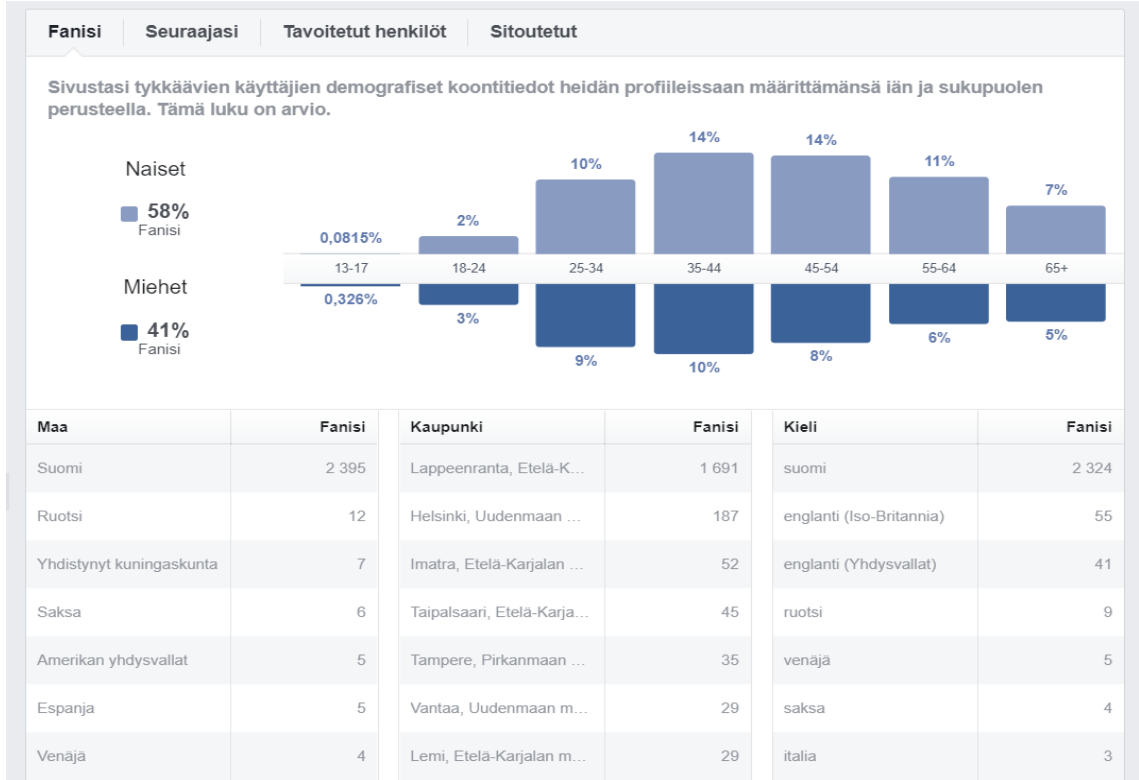 Fanisi Seuraajasi Tavoitetut henkilöt Sitoutetut
Sivustasi tykkäävien käyttäjien demografiset koontitiedot heidän profiileissaan määrittämänsä iän ja sukupuolen
perusteella. Tämä luku on arvio.
Naiset
58%
Fanisi
0,0815% 2% 10% 14% 14% 11% 7%
13-17 18-24 25-34 35-44 45-54 55-64 65+
Miehet
41%
Fanisi
0,326% 3% 9% 10% 8% 6% 5%
Maa Fanisi Kaupunki Fanisi Kieli Fanisi
Suomi 2 395 Lappeenranta, Etelä-K... 1 691 suomi 2 324
Ruotsi 12 Helsinki, Uudenmaan ... 187 englanti (Iso-Britannia) 55
Yhdistynyt kuningaskunta 7 Imatra, Etelä-Karjalan ... 52 englanti (Yhdysvallat) 41
Saksa 6 Taipalsaari, Etelä-Karja... 45 ruotsi 9
Amerikan yhdysvallat 5 Tampere, Pirkanmaan ... 35 venäjä 5
Espanja 5 Vantaa, Uudenmaan m... 29 saksa 4
Venäjä 4 Lemi, Etelä-Karjalan m... 29 italia 3